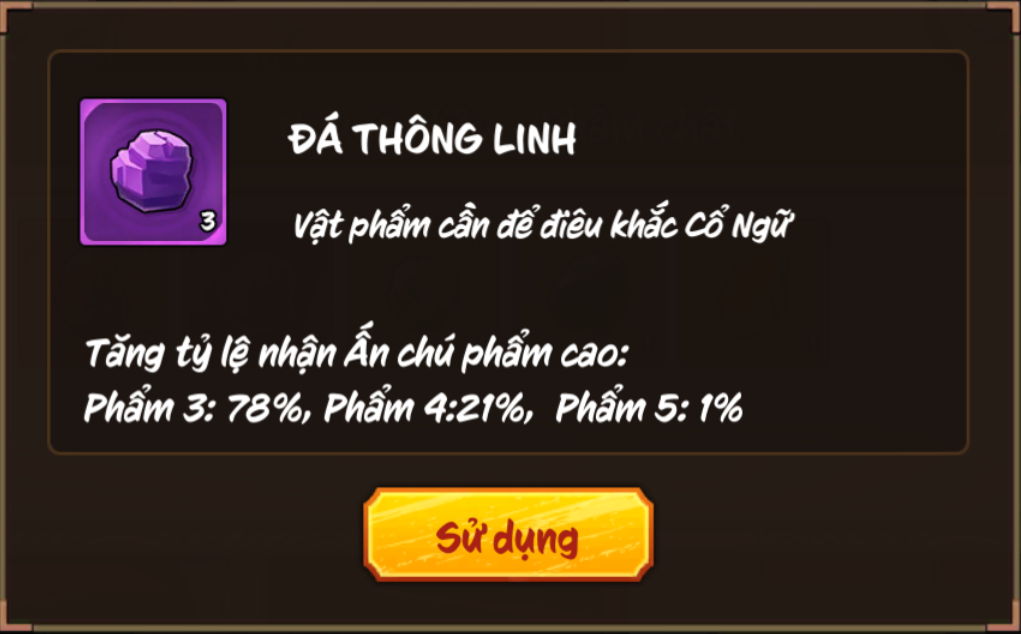 ĐÁ THÔNG LINH
3
Vật phẩm cần để điêu khắc Cổ Ngữ
Tăng tỷ lệ nhận Ấn chú phẩm cao:
Phẩm 3: 78%, Phẩm 4:21%, Phẩm 5: 1%
Sử dụng